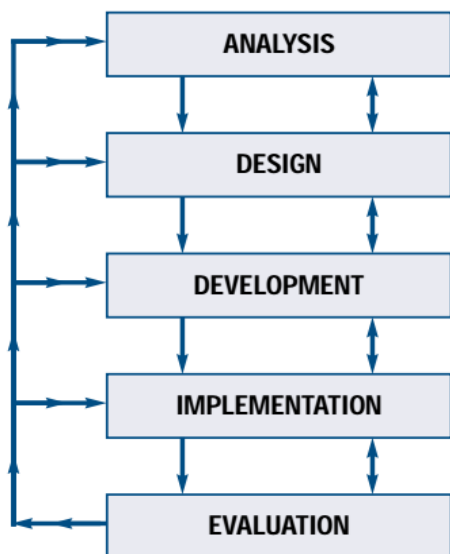 ANALYSIS
DESIGN
DEVELOPMENT
IMPLEMENTATION
EVALUATION